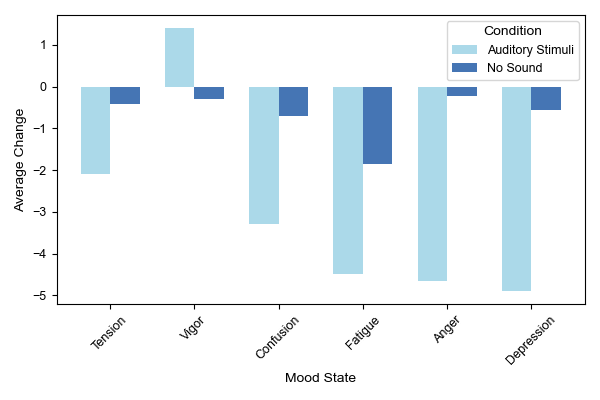 Condition
Auditory Stimuli
No Sound
1
0
−1
−2
−3
−4
−5
Average Change
Tension
Vigor
Confusion
Fatigue
Anger
Depression
Mood State